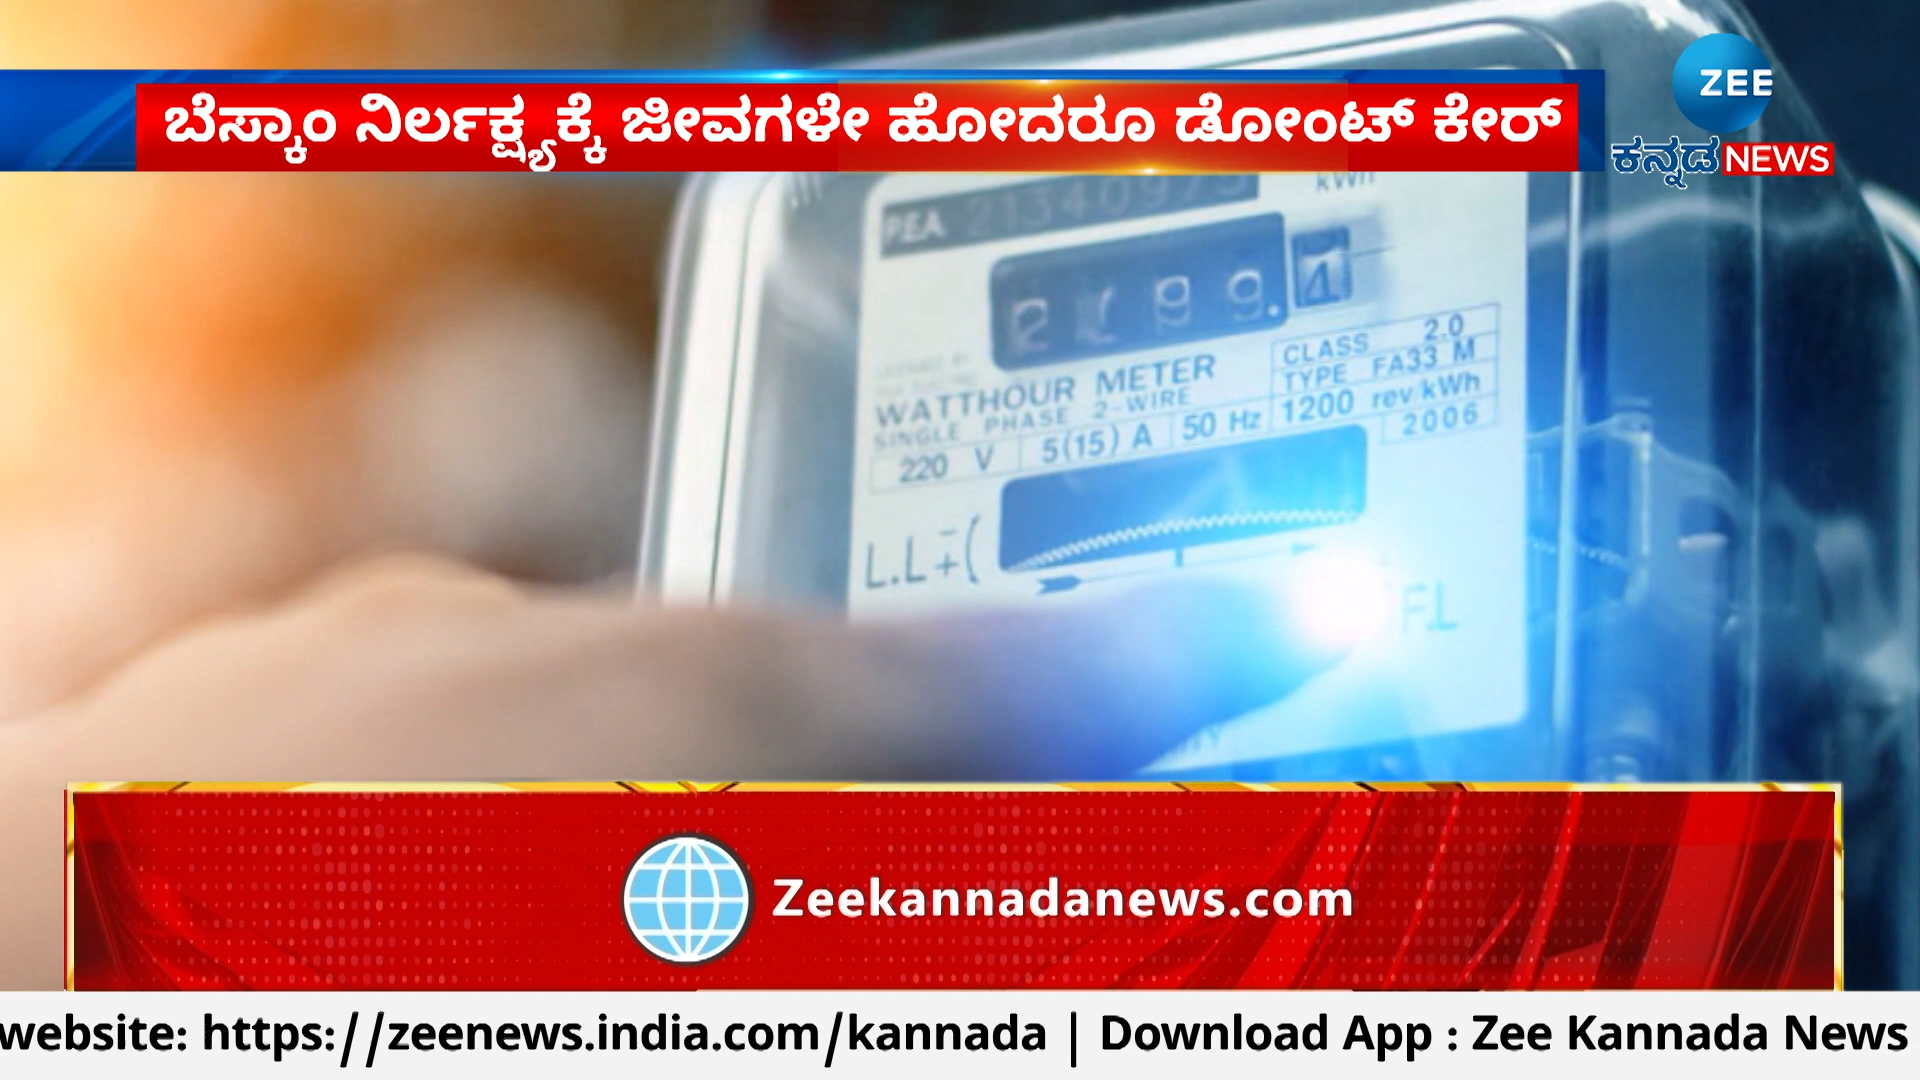 ಬೆಸ್ಕಾಂ ನಿರ್ಲಕ್ಷ್ಯಕ್ಕೆ ಜೀವಗಳೇ ಹೋದರೂ ಡೋಂಟ್ ಕೇರ್
ZEE
ಕನ್ನಡ NEWS
kWh
PEA
4
CLASS 2.0
WATTHOUR METER
TYPE FA33 M
SINGLE PHASE 2-WIRE
220 V 5(15) A 50 Hz 1200 rev/kWh
2006
L.L
F.L
Zeekannadanews.com
website: https://zeenews.india.com/kannada | Download App : Zee Kannada News